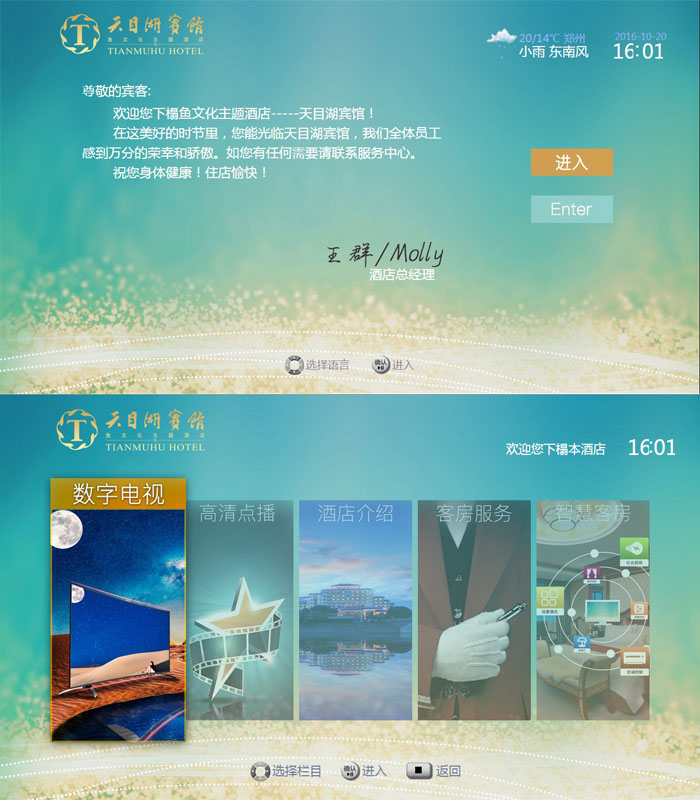 天目湖宾馆
鱼文化主题酒店
TIANMUHU HOTEL
20/14℃ 郑州
小雨 东南风
2016-10-20
16:01
尊敬的宾客:
欢迎您下榻鱼文化主题酒店-----天目湖宾馆！
在这美好的时节里，您能光临天目湖宾馆，我们全体员工
感到万分的荣幸和骄傲。如您有任何需要请联系服务中心。
祝您身体健康！住店愉快！
进入
Enter
王群/Molly
酒店总经理
选择语言
确认
进入
天目湖宾馆
鱼文化主题酒店
TIANMUHU HOTEL
欢迎您下榻本酒店
16:01
数字电视
高清点播
酒店介绍
客房服务
智慧客房
选择栏目
确认
进入
返回